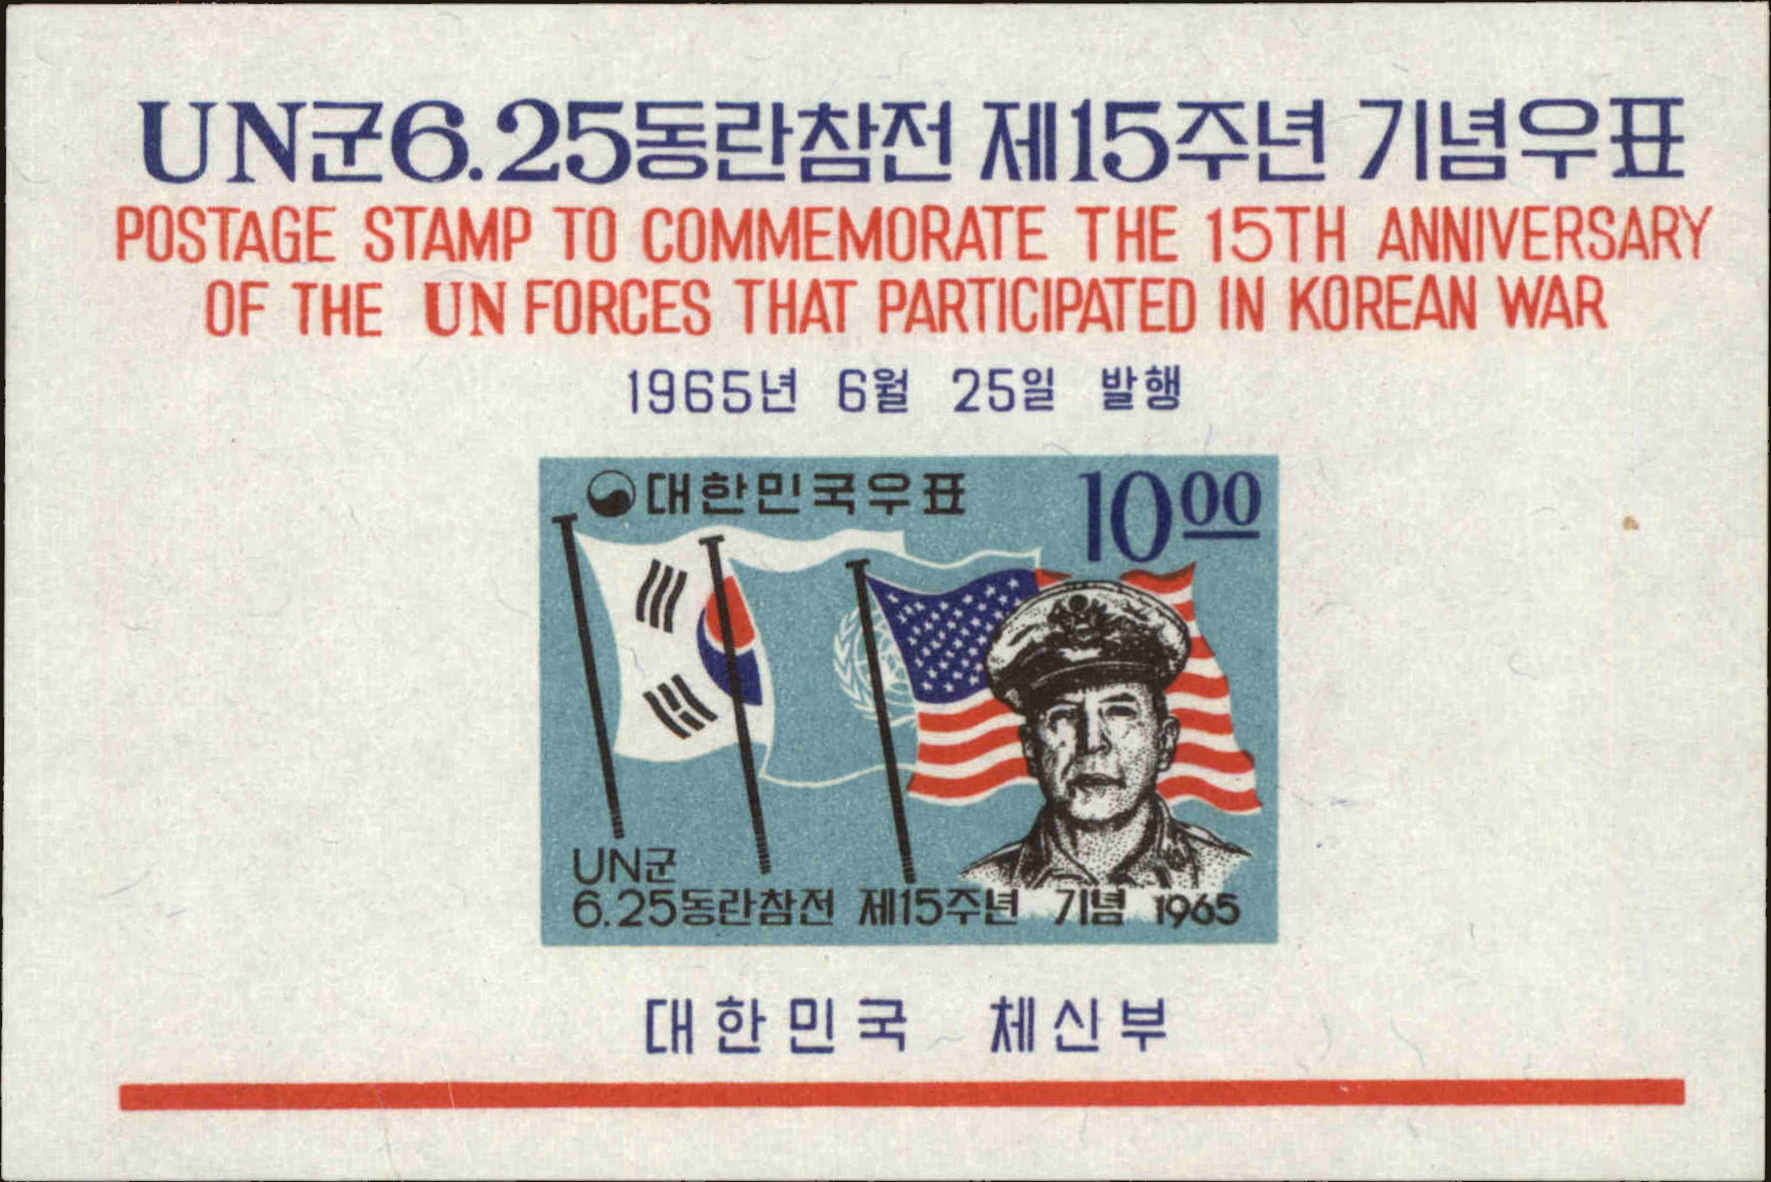 UN군6.25동란참전 제15주년 기념우표
POSTAGE STAMP TO COMMEMORATE THE 15TH ANNIVERSARY
OF THE UN FORCES THAT PARTICIPATED IN KOREAN WAR
1965년 6월 25일 발행
대한민국우표 1000
UN군
6.25동란참전 제15주년 기념 1965
대한민국 체신부